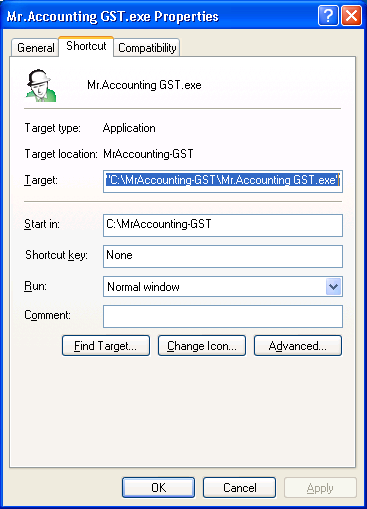 Mr.Accounting GST.exe Properties
General Shortcut Compatibility
Mr.Accounting GST.exe
Target type: Application
Target location: MrAccounting-GST
Target: "C:\MrAccounting-GST\Mr.Accounting GST.exe"
Start in: C:\MrAccounting-GST
Shortcut key: None
Run: Normal window
Comment:
Find Target... Change Icon... Advanced...
OK Cancel Apply